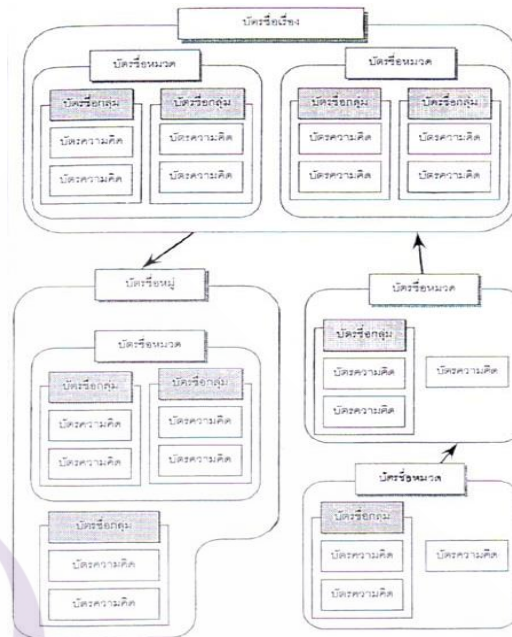 บัตรชื่อเรื่อง
บัตรชื่อหมวด บัตรชื่อหมวด
บัตรชื่อกลุ่ม บัตรชื่อกลุ่ม บัตรชื่อกลุ่ม บัตรชื่อกลุ่ม
บัตรความคิด บัตรความคิด บัตรความคิด บัตรความคิด
บัตรความคิด บัตรความคิด บัตรความคิด บัตรความคิด
บัตรชื่อหมู่
บัตรชื่อหมวด
บัตรชื่อกลุ่ม บัตรชื่อกลุ่ม
บัตรความคิด บัตรความคิด
บัตรความคิด บัตรความคิด
บัตรชื่อกลุ่ม
บัตรความคิด
บัตรความคิด
บัตรชื่อหมวด
บัตรชื่อกลุ่ม
บัตรความคิด บัตรความคิด
บัตรความคิด
บัตรชื่อหมวด
บัตรชื่อกลุ่ม
บัตรความคิด บัตรความคิด
บัตรความคิด